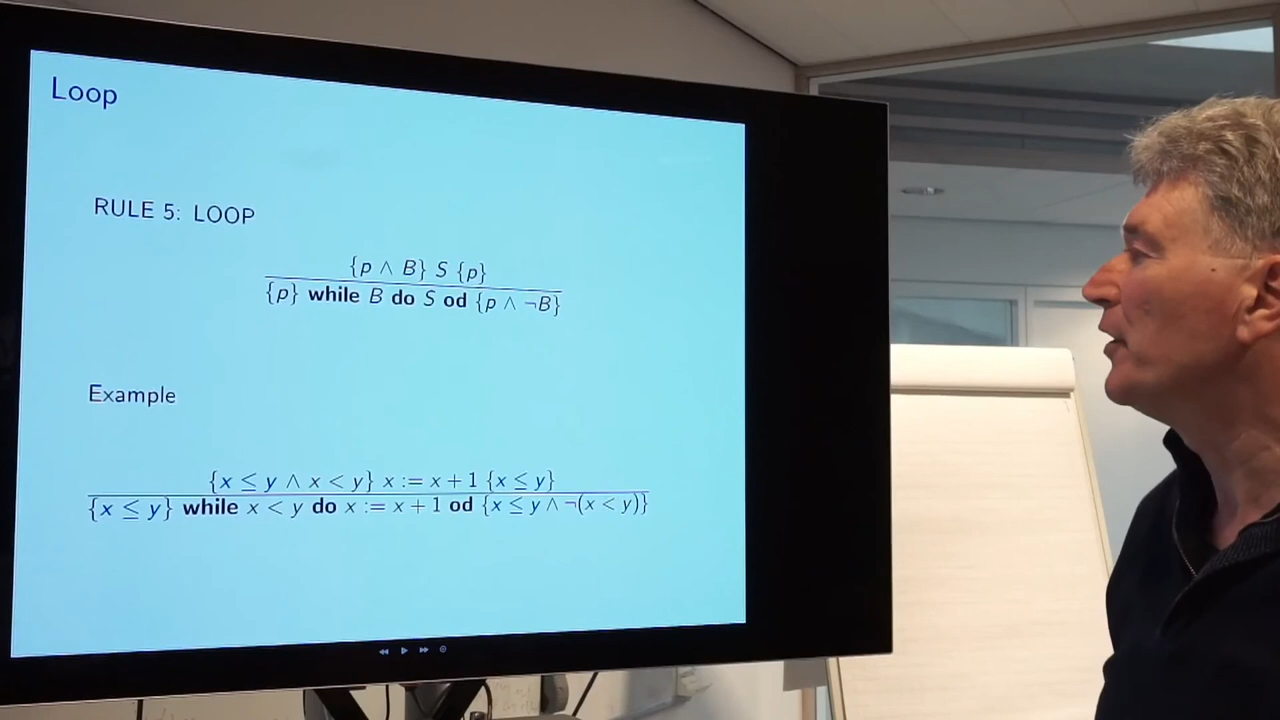 Loop
RULE 5: LOOP
{p ∧ B} S {p}
{p} while B do S od {p ∧ ¬B}
Example
{x ≤ y ∧ x < y} x := x + 1 {x ≤ y}
{x ≤ y} while x < y do x := x + 1 od {x ≤ y ∧ ¬(x < y)}